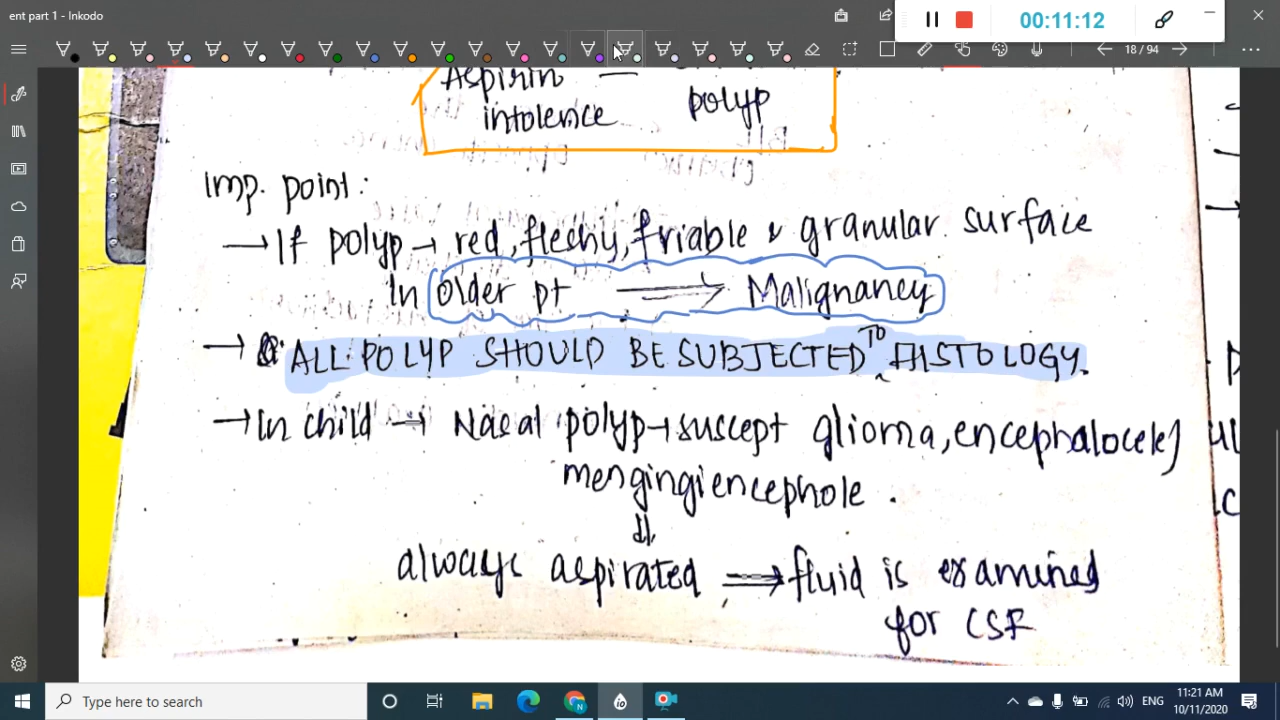 ent part 1 - Inkodo
00:11:12
18 / 94
Aspirin —
intolence polyp
Imp. point :
→ If polyp → red, fleshy, friable & granular surface
In older pt ⟹ Malignancy
→ ALL POLYP SHOULD BE SUBJECTED TO HISTOLOGY.
→ In child → Nasal polyp → suscept glioma, encephalocele,
mengingiencephole .
always aspirated ⟹ fluid is examined
for CSF
Type here to search
ENG
11:21 AM
10/11/2020